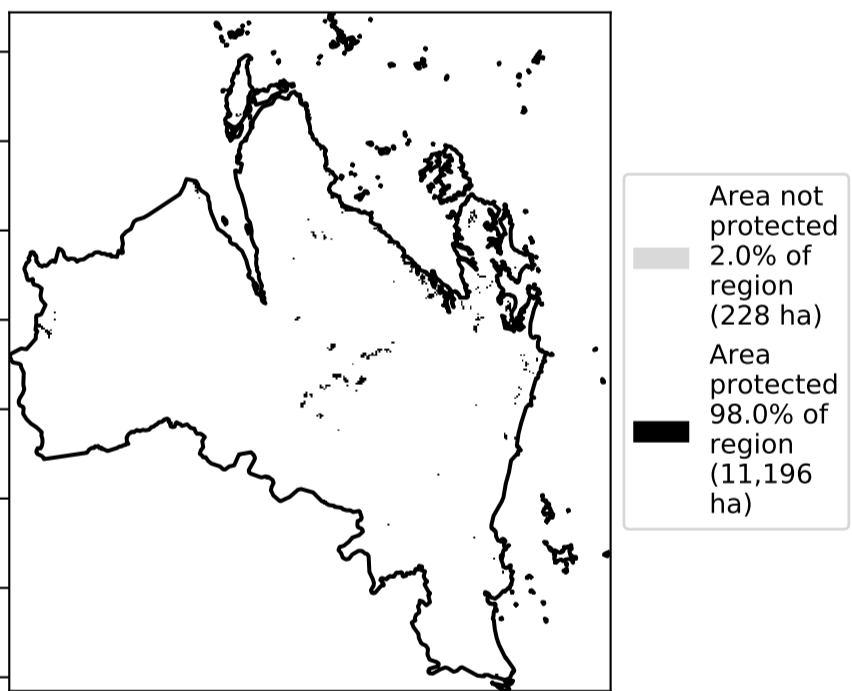 Area not
protected
2.0% of
region
(228 ha)
Area
protected
98.0% of
region
(11,196
ha)